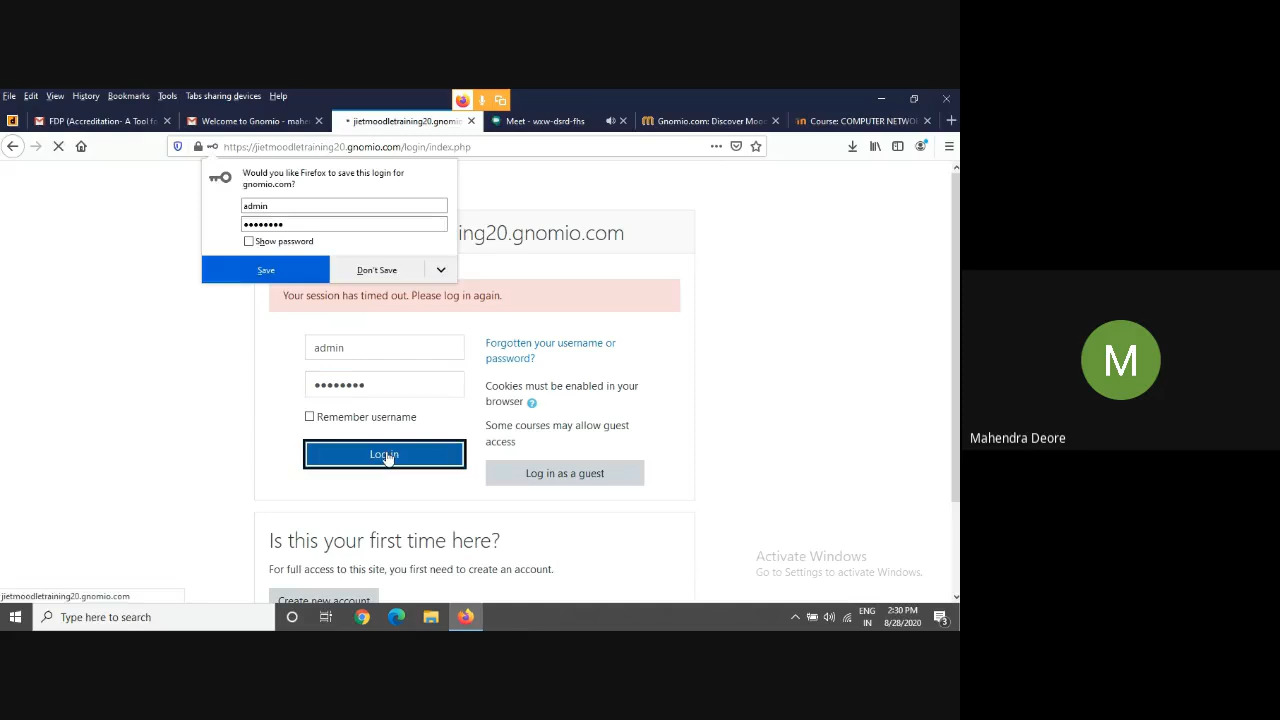 File Edit View History Bookmarks Tools Tabs sharing devices Help
FDP (Accreditation- A Tool fo
Welcome to Gnomio - mahe
jietmoodletraining20.gnomio
Meet - wxw-dsrd-fhs
Gnomio.com: Discover Moo
Course: COMPUTER NETWO
https://jietmoodletraining20.gnomio.com/login/index.php
Would you like Firefox to save this login for
gnomio.com?
admin
Show password
Save
Don't Save
ing20.gnomio.com
Your session has timed out. Please log in again.
admin
Remember username
Log in
Forgotten your username or
password?
Cookies must be enabled in your
browser
Some courses may allow guest
access
Log in as a guest
Is this your first time here?
For full access to this site, you first need to create an account.
Create new account
Activate Windows
Go to Settings to activate Windows.
jietmoodletraining20.gnomio.com
Type here to search
ENG
IN
2:30 PM
8/28/2020
3
M
Mahendra Deore